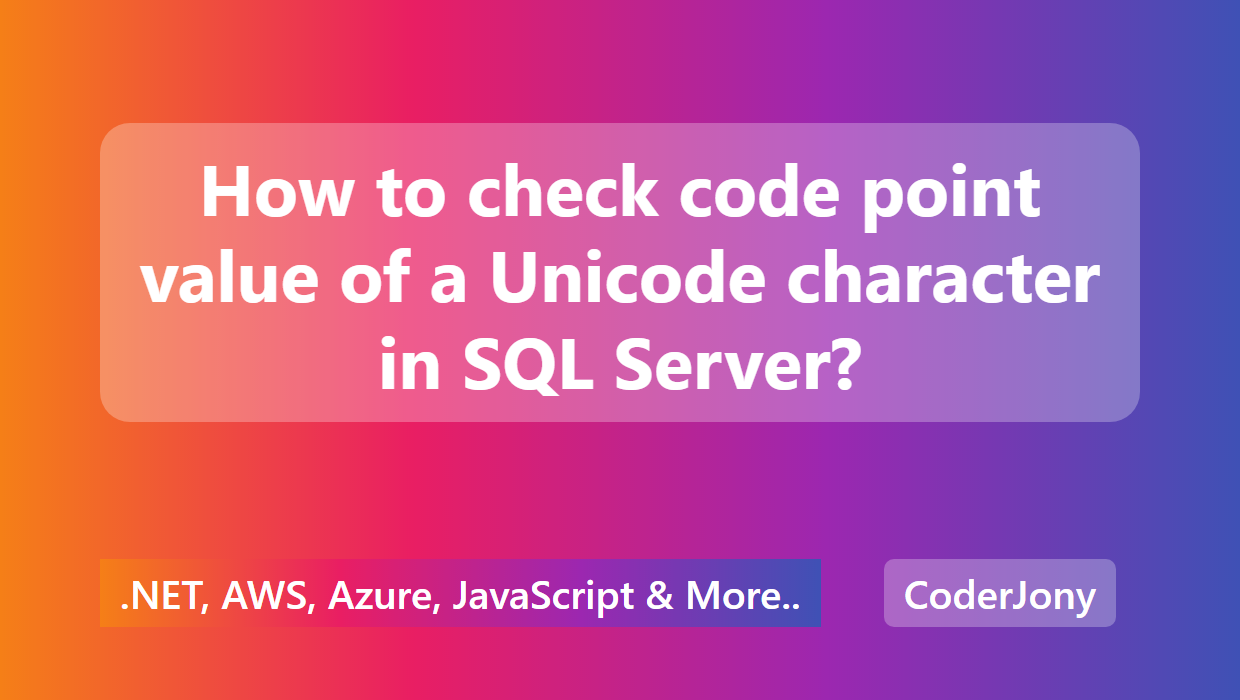 How to check code point
value of a Unicode character
in SQL Server?
.NET, AWS, Azure, JavaScript & More..
CoderJony